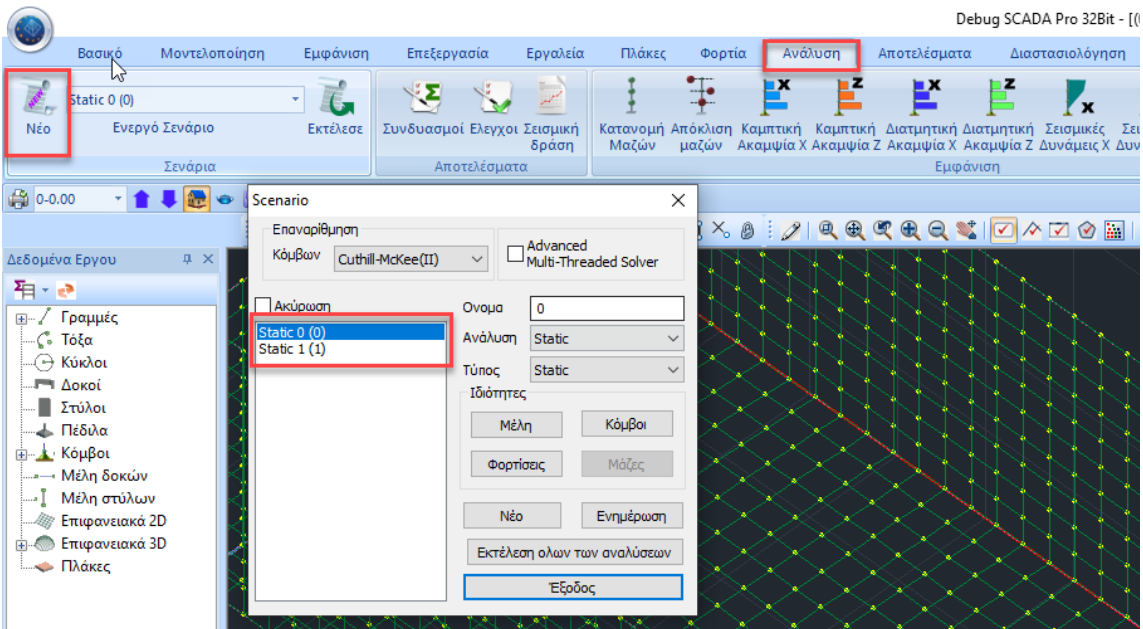 Debug SCADA Pro 32Bit - [(
Βασικό Μοντελοποίηση Εμφάνιση Επεξεργασία Εργαλεία Πλάκες Φορτία Ανάλυση Αποτελέσματα Διαστασιολόγηση
Static 0 (0)
Νέο Ενεργό Σενάριο Εκτέλεσε Συνδυασμοί Ελεγχοι Σεισμική δράση Κατανομή Μαζών Απόκλιση μαζών Καμπτική Ακαμψία X Καμπτική Ακαμψία Z Διατμητική Ακαμψία X Διατμητική Ακαμψία Z Σεισμικές Δυνάμεις X
Σενάρια Αποτελέσματα Εμφάνιση
0-0.00
Scenario
Επαναρίθμηση
Κόμβων Cuthill-McKee(II)
Advanced
Multi-Threaded Solver
Ακύρωση
Static 0 (0)
Static 1 (1)
Ονομα 0
Ανάλυση Static
Τύπος Static
Ιδιότητες
Μέλη Κόμβοι
Φορτίσεις Μάζες
Νέο Ενημέρωση
Εκτέλεση ολων των αναλύσεων
Έξοδος
Δεδομένα Εργου
Γραμμές
Τόξα
Κύκλοι
Δοκοί
Στύλοι
Πέδιλα
Κόμβοι
Μέλη δοκών
Μέλη στύλων
Επιφανειακά 2D
Επιφανειακά 3D
Πλάκες